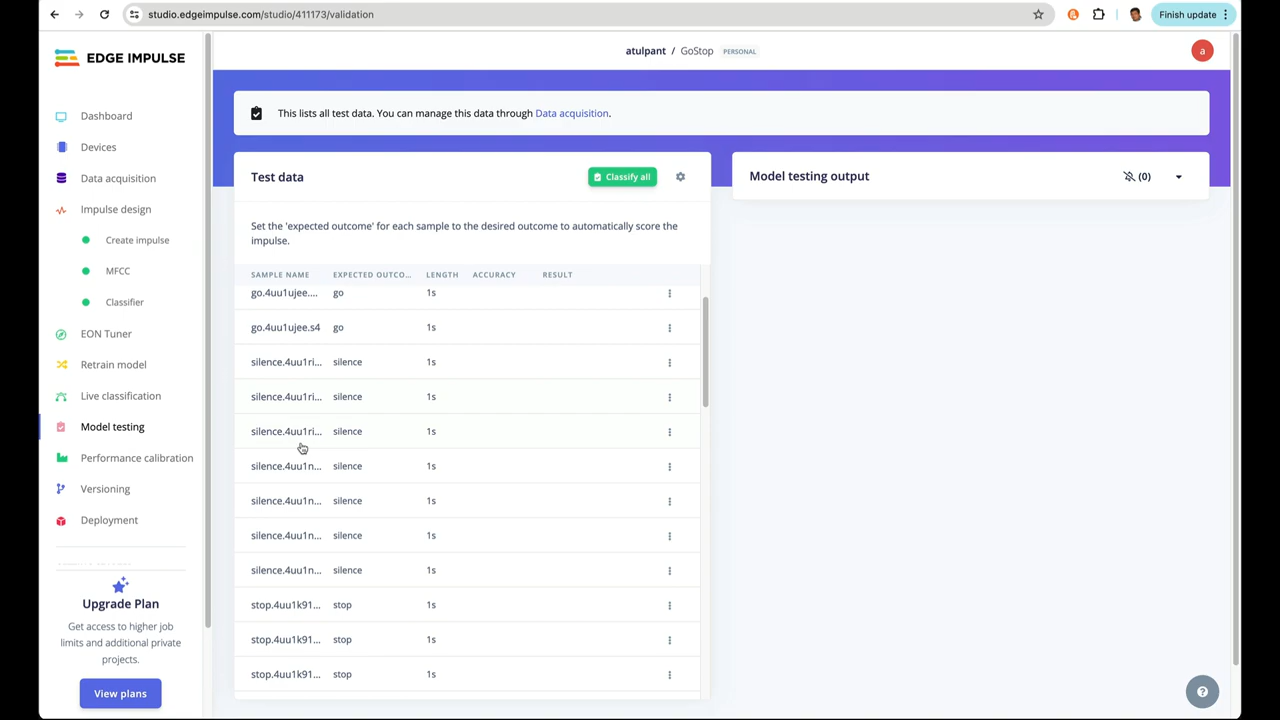 studio.edgeimpulse.com/studio/411173/validation
Finish update
EDGE IMPULSE
Dashboard
Devices
Data acquisition
Impulse design
Create impulse
MFCC
Classifier
EON Tuner
Retrain model
Live classification
Model testing
Performance calibration
Versioning
Deployment
Upgrade Plan
Get access to higher job
limits and additional private
projects.
View plans
atulpant / GoStop PERSONAL
a
This lists all test data. You can manage this data through Data acquisition.
Test data
Classify all
Set the 'expected outcome' for each sample to the desired outcome to automatically score the
impulse.
SAMPLE NAME EXPECTED OUTCO... LENGTH ACCURACY RESULT
go.4uu1ujee.... go 1s
go.4uu1ujee.s4 go 1s
silence.4uu1ri... silence 1s
silence.4uu1ri... silence 1s
silence.4uu1ri... silence 1s
silence.4uu1n... silence 1s
silence.4uu1n... silence 1s
silence.4uu1n... silence 1s
silence.4uu1n... silence 1s
stop.4uu1k91... stop 1s
stop.4uu1k91... stop 1s
stop.4uu1k91... stop 1s
Model testing output
(0)
?